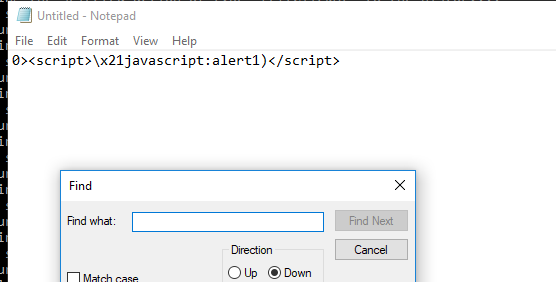 Untitled - Notepad
File Edit Format View Help
0><script>\x21javascript:alert1)</script>
Find
Find what:
Find Next
Cancel
Direction
Match case
Up Down